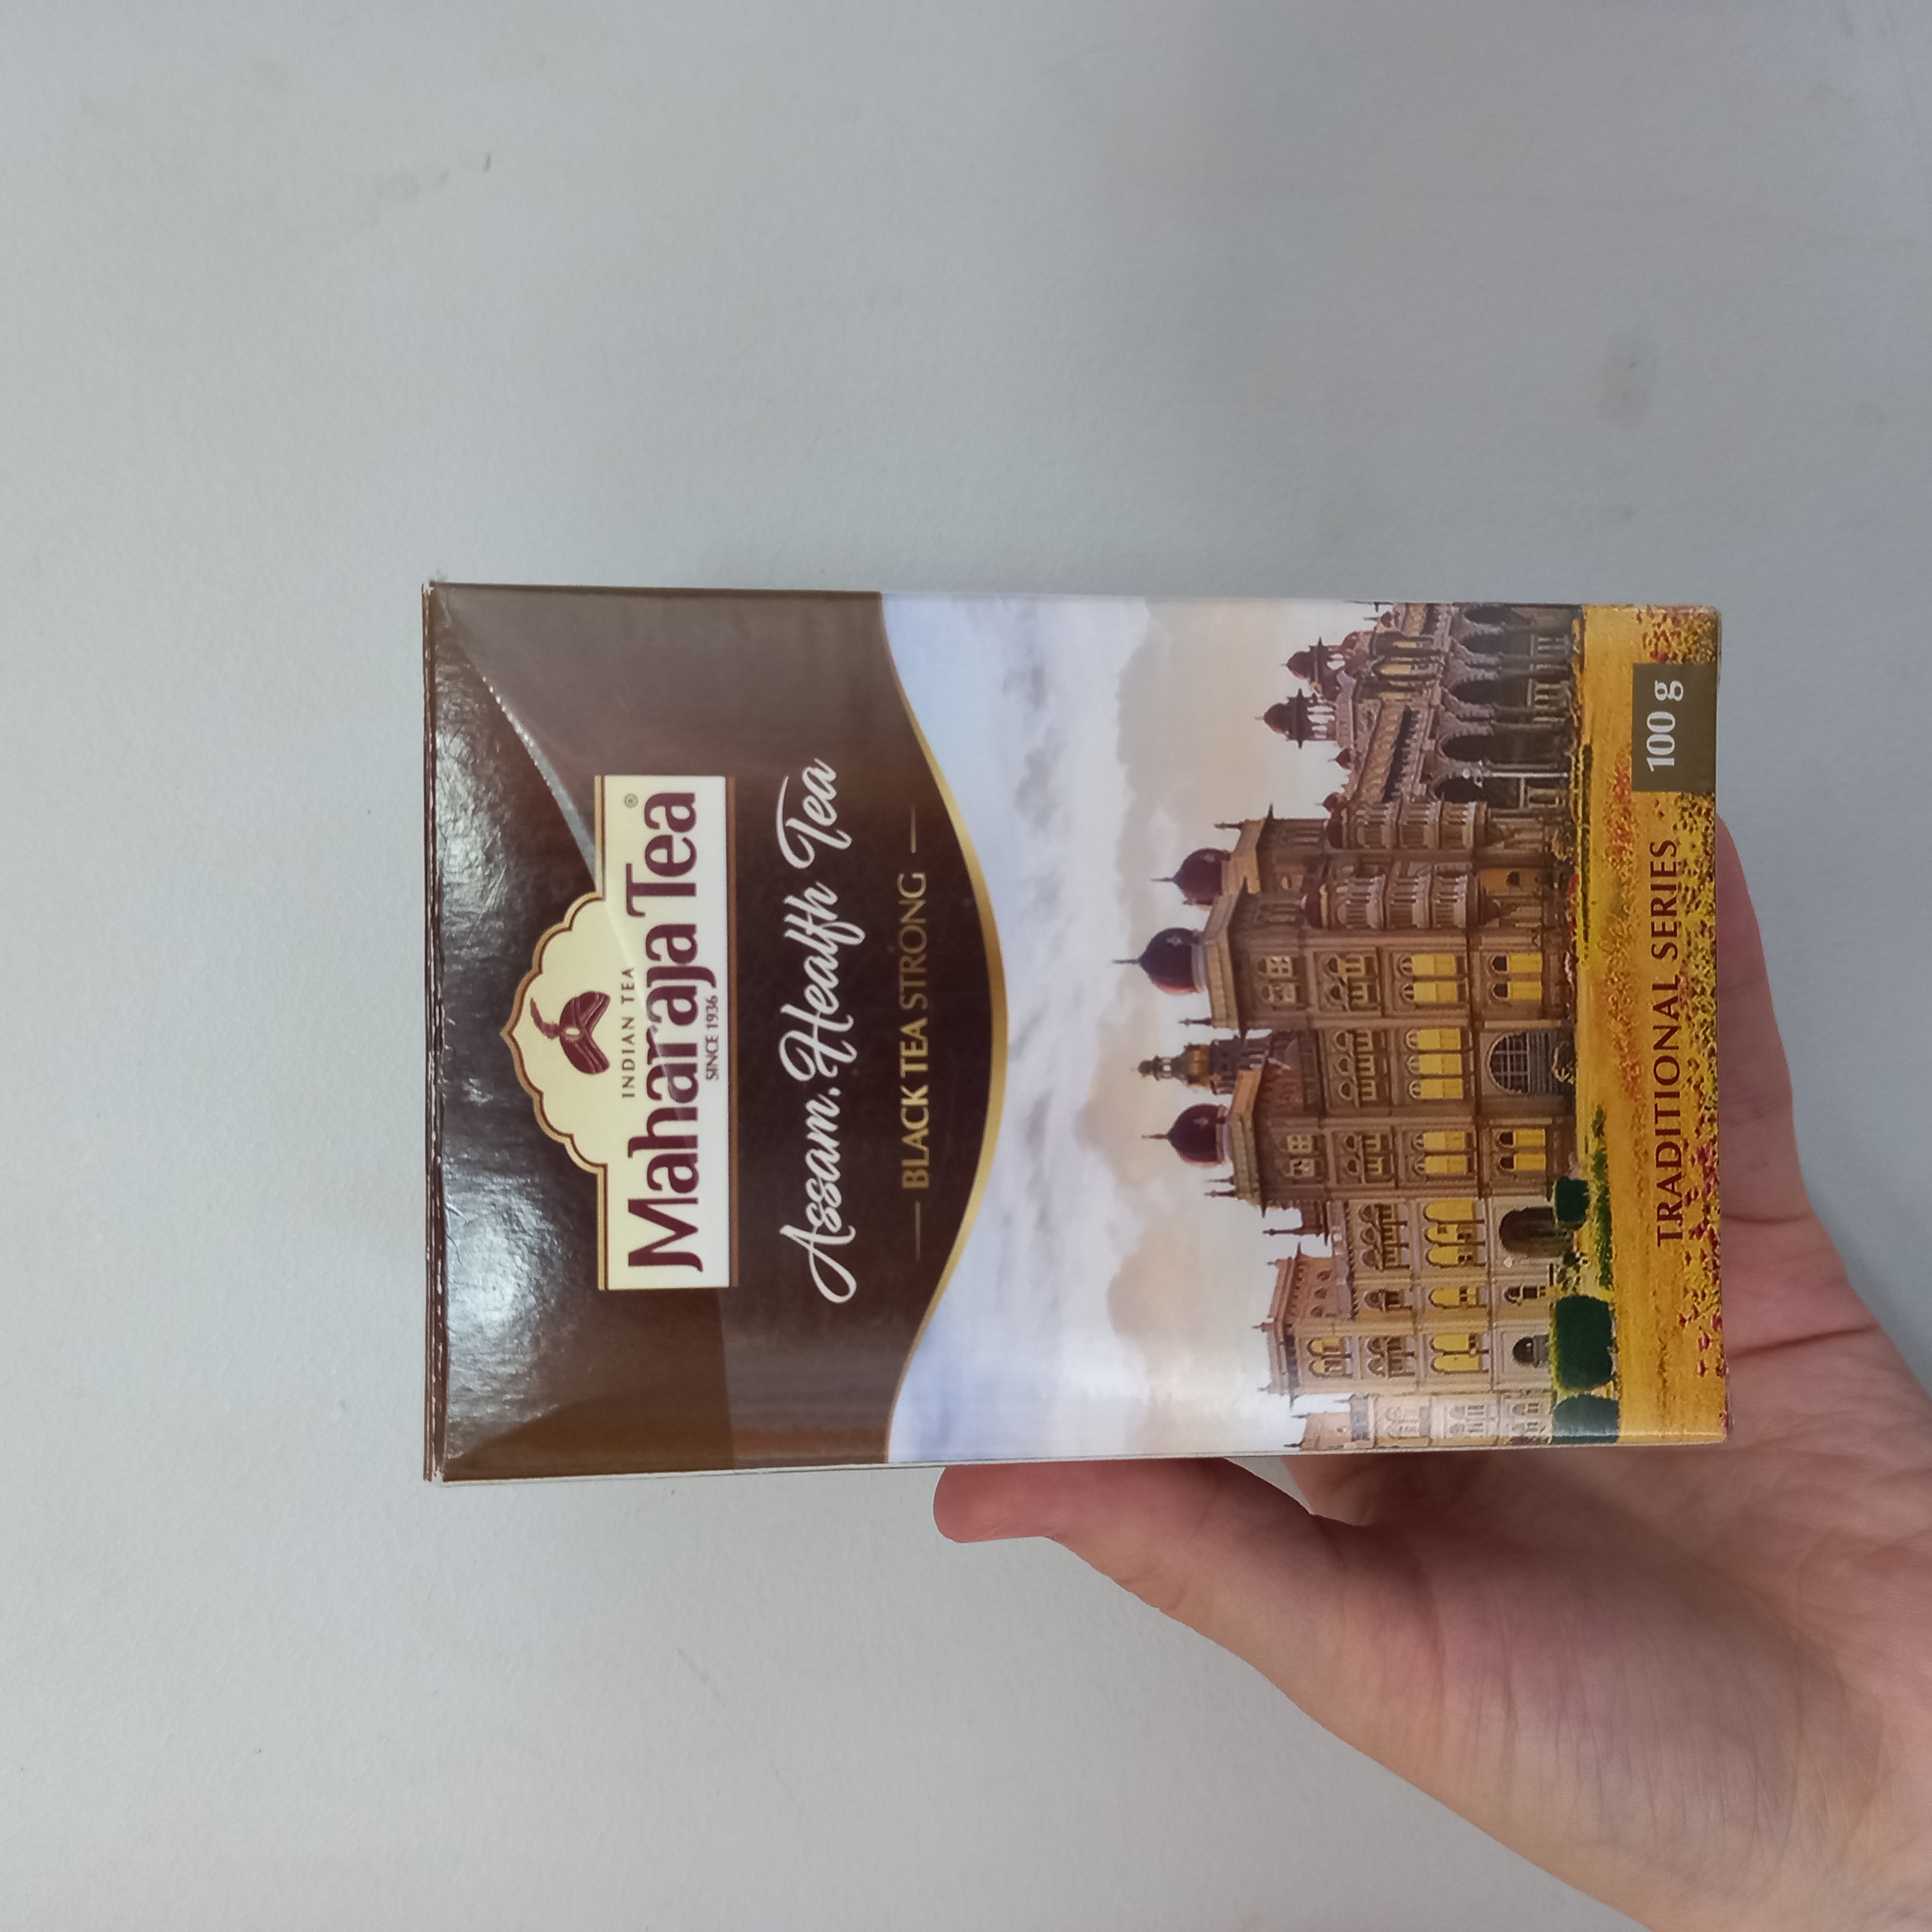 INDIAN TEA
Maharaja Tea®
SINCE 1936
Assam. Health Tea
BLACK TEA STRONG
TRADITIONAL SERIES
100 g